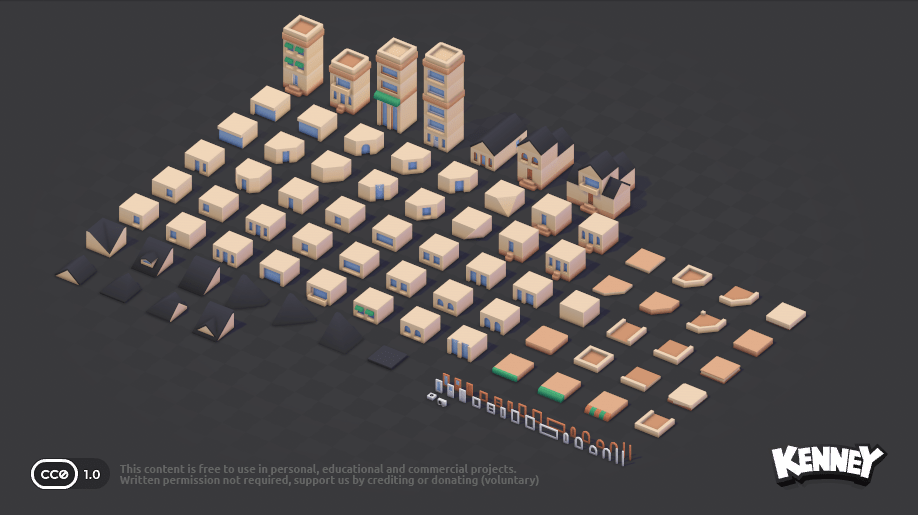 CC0 1.0
This content is free to use in personal, educational and commercial projects.
Written permission not required, support us by crediting or donating (voluntary)
KENNEY